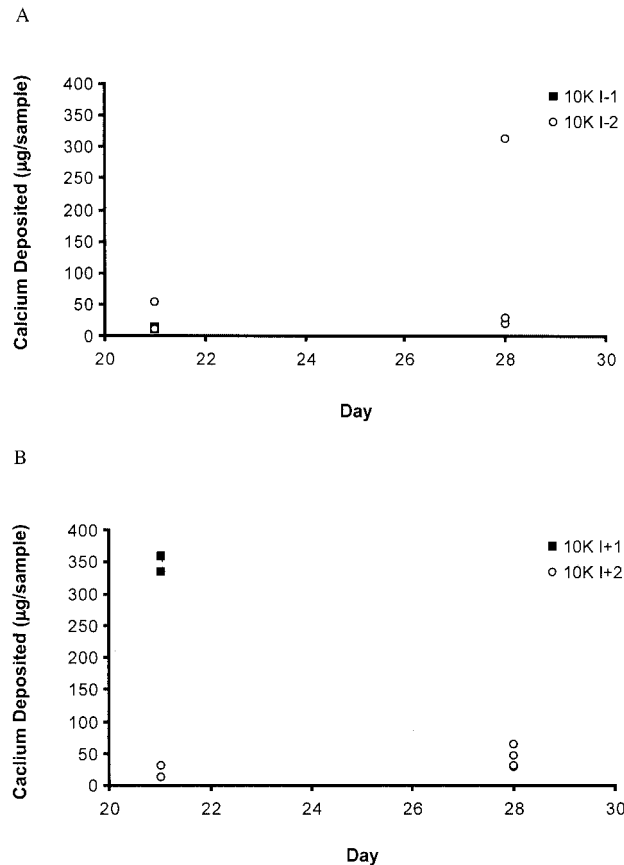 A
Calcium Deposited (μg/sample)
400
350
300
250
200
150
100
50
0
20 22 24 26 28 30
Day
10K I-1
10K I-2
B
Caclium Deposited (μg/sample)
400
350
300
250
200
150
100
50
0
20 22 24 26 28 30
Day
10K I+1
10K I+2